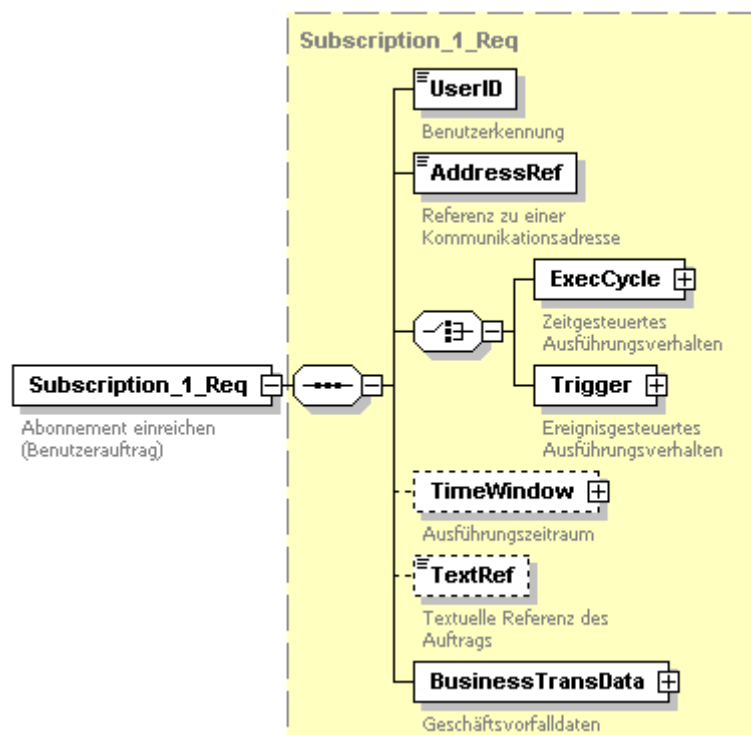 Subscription_1_Req
UserID
Benutzerkennung
AddressRef
Referenz zu einer
Kommunikationsadresse
ExecCycle
Zeitgesteuertes
Ausführungsverhalten
Subscription_1_Req
Abonnement einreichen
(Benutzerauftrag)
Trigger
Ereignisgesteuertes
Ausführungsverhalten
TimeWindow
Ausführungszeitraum
TextRef
Textuelle Referenz des
Auftrags
BusinessTransData
Geschäftsvorfalldaten